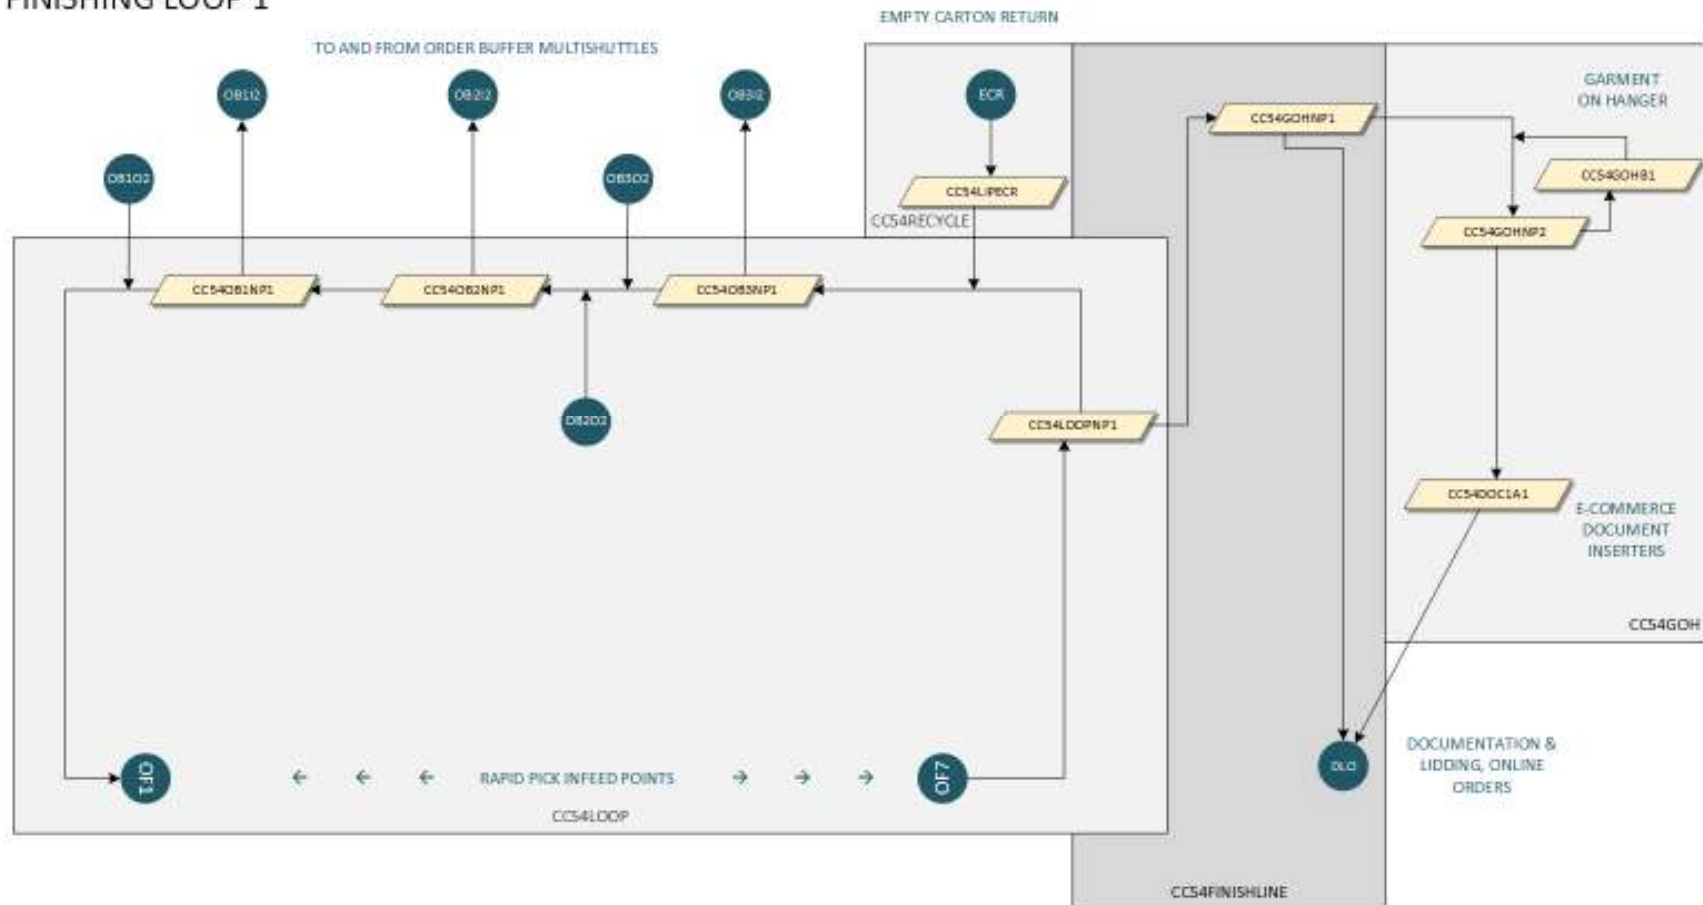 FINISHING LOOP 1
EMPTY CARTON RETURN
TO AND FROM ORDER BUFFER MULTISHUTTLES
OB1I2
OB2I2
OB3I2
ECR
GARMENT
ON HANGER
CC54GOHNP1
OB1O2
OB3O2
CC54LIPECR
CC54GOHB1
CC54RECYCLE
CC54GOHNP2
CC54OB1NP1
CC54OB2NP1
CC54OB3NP1
OB2O2
CC54LOOPNP1
CC54DOC1A1
E-COMMERCE
DOCUMENT
INSERTERS
CC54GOH
DOCUMENTATION &
LIDDING, ONLINE
ORDERS
OF1
← ← ← RAPID PICK INFEED POINTS → → →
OF7
DLO
CC54LOOP
CC54FINISHLINE